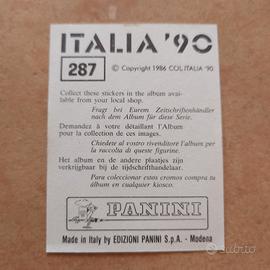 ITALIA '90
287
© Copyright 1986 COL ITALIA '90
Collect these stickers in the album avai-
lable from your local shop.
Fragt bei Eurem Zeitschriftenhändler
nach dem Album für diese Serie.
Demandez à votre détaillant l'Album
pour la collection de ces images.
Chiedete al vostro rivenditore l'album per
la raccolta di queste figurine.
Het album en de andere plaatjes zijn
verkrijgbaar bij de tijdschrifthandelaar.
Para coleccionar estos cromos compra tu
álbum en cualquier kiosco.
PANINI
Made in Italy by EDIZIONI PANINI S.p.A. - Modena
subito